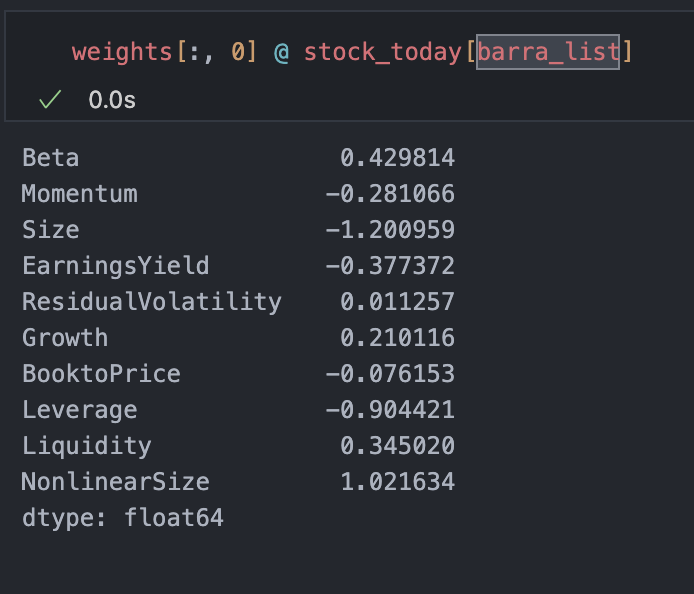 weights[:, 0] @ stock_today[barra_list]
✓ 0.0s
Beta 0.429814
Momentum -0.281066
Size -1.200959
EarningsYield -0.377372
ResidualVolatility 0.011257
Growth 0.210116
BooktoPrice -0.076153
Leverage -0.904421
Liquidity 0.345020
NonlinearSize 1.021634
dtype: float64